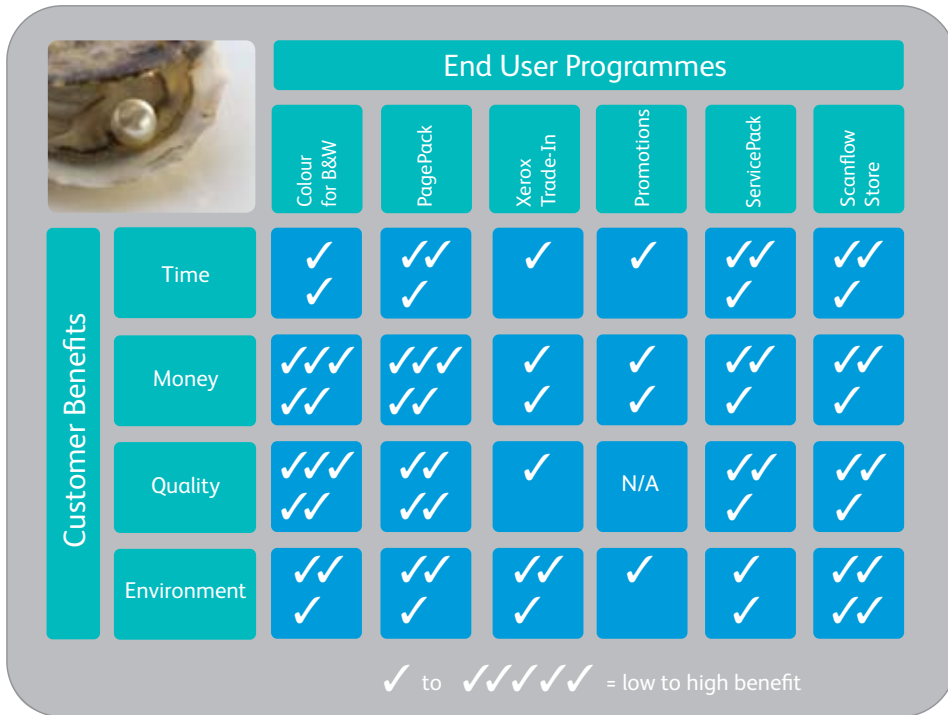 End User Programmes
Colour
for B&W
PagePack
Xerox
Trade-In
Promotions
ServicePack
Scanflow
Store
Customer Benefits
Time
✓ ✓✓ ✓ ✓ ✓✓ ✓✓
✓ ✓ ✓ ✓
Money
✓✓✓ ✓✓✓ ✓ ✓ ✓✓ ✓✓
✓✓ ✓✓ ✓ ✓ ✓ ✓
Quality
✓✓✓ ✓✓ ✓ N/A ✓✓ ✓✓
✓✓ ✓✓ ✓ ✓
Environment
✓✓ ✓✓ ✓✓ ✓ ✓ ✓✓
✓ ✓ ✓ ✓ ✓✓
✓ to ✓✓✓✓✓ = low to high benefit